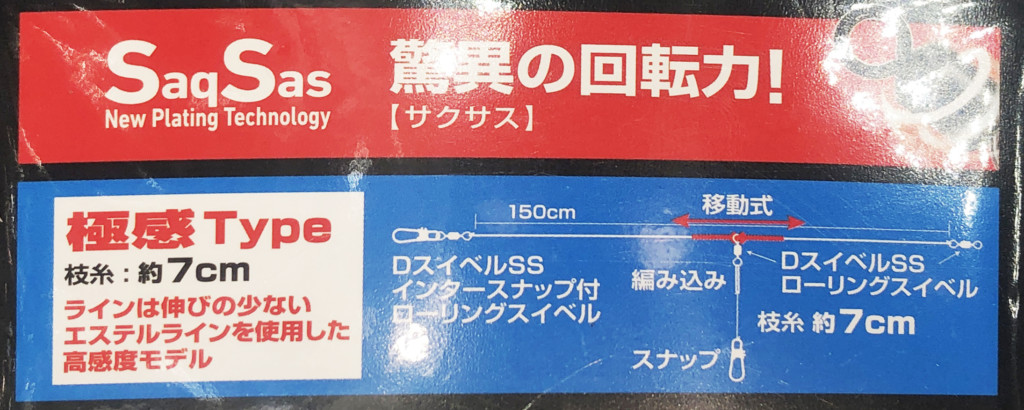 SaqSas
New Plating Technology
驚異の回転力!
【サクサス】
極感Type
枝糸:約7cm
ラインは伸びの少ない
エステルラインを使用した
高感度モデル
150cm
移動式
DスイベルSS
インタースナップ付
ローリングスイベル
編み込み
DスイベルSS
ローリングスイベル
枝糸 約7cm
スナップ